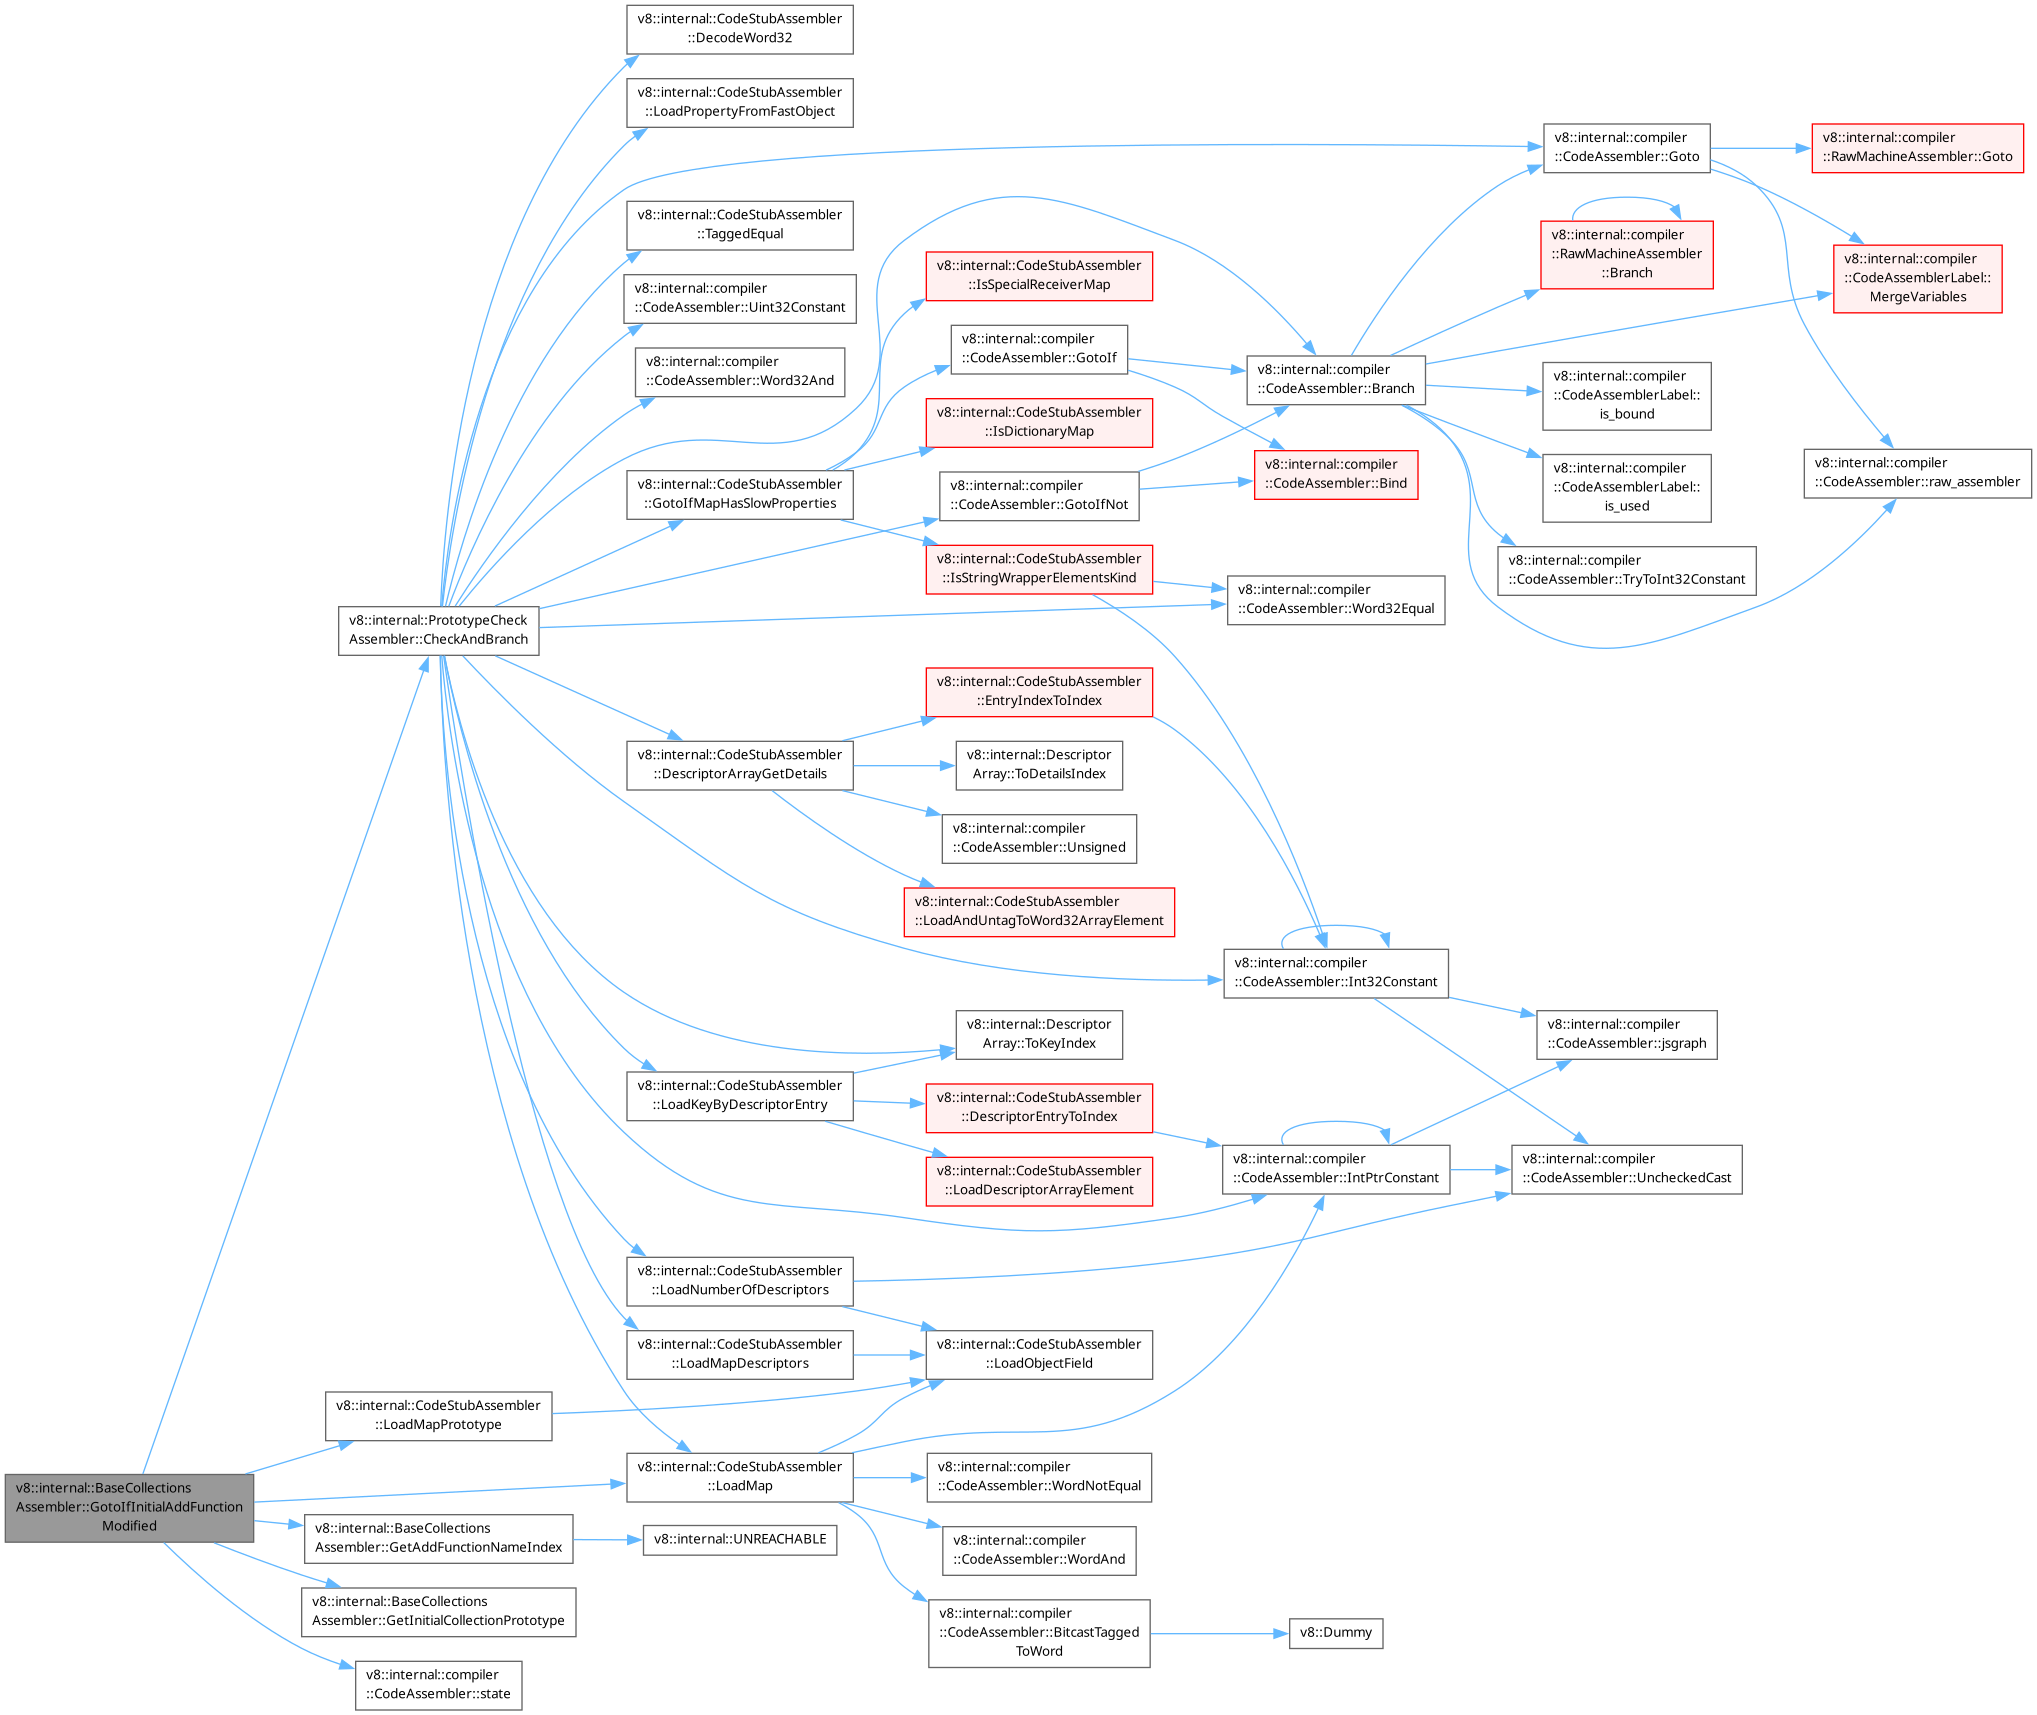 v8::internal::CodeStubAssembler
::DecodeWord32
v8::internal::CodeStubAssembler
::LoadPropertyFromFastObject
v8::internal::compiler
::CodeAssembler::Goto
v8::internal::compiler
::RawMachineAssembler::Goto
v8::internal::CodeStubAssembler
::TaggedEqual
v8::internal::compiler
::RawMachineAssembler
::Branch
v8::internal::compiler
::CodeAssemblerLabel::
MergeVariables
v8::internal::CodeStubAssembler
::IsSpecialReceiverMap
v8::internal::compiler
::CodeAssembler::Uint32Constant
v8::internal::compiler
::CodeAssembler::GotoIf
v8::internal::compiler
::CodeAssembler::Word32And
v8::internal::compiler
::CodeAssembler::Branch
v8::internal::compiler
::CodeAssemblerLabel::
is_bound
v8::internal::CodeStubAssembler
::IsDictionaryMap
v8::internal::compiler
::CodeAssembler::Bind
v8::internal::compiler
::CodeAssemblerLabel::
is_used
v8::internal::compiler
::CodeAssembler::raw_assembler
v8::internal::CodeStubAssembler
::GotoIfMapHasSlowProperties
v8::internal::compiler
::CodeAssembler::GotoIfNot
v8::internal::CodeStubAssembler
::IsStringWrapperElementsKind
v8::internal::compiler
::CodeAssembler::TryToInt32Constant
v8::internal::compiler
::CodeAssembler::Word32Equal
v8::internal::PrototypeCheck
Assembler::CheckAndBranch
v8::internal::CodeStubAssembler
::EntryIndexToIndex
v8::internal::CodeStubAssembler
::DescriptorArrayGetDetails
v8::internal::Descriptor
Array::ToDetailsIndex
v8::internal::compiler
::CodeAssembler::Unsigned
v8::internal::CodeStubAssembler
::LoadAndUntagToWord32ArrayElement
v8::internal::compiler
::CodeAssembler::Int32Constant
v8::internal::Descriptor
Array::ToKeyIndex
v8::internal::compiler
::CodeAssembler::jsgraph
v8::internal::CodeStubAssembler
::LoadKeyByDescriptorEntry
v8::internal::CodeStubAssembler
::DescriptorEntryToIndex
v8::internal::CodeStubAssembler
::LoadDescriptorArrayElement
v8::internal::compiler
::CodeAssembler::IntPtrConstant
v8::internal::compiler
::CodeAssembler::UncheckedCast
v8::internal::CodeStubAssembler
::LoadNumberOfDescriptors
v8::internal::CodeStubAssembler
::LoadMapDescriptors
v8::internal::CodeStubAssembler
::LoadObjectField
v8::internal::CodeStubAssembler
::LoadMapPrototype
v8::internal::CodeStubAssembler
::LoadMap
v8::internal::compiler
::CodeAssembler::WordNotEqual
v8::internal::BaseCollections
Assembler::GotoIfInitialAddFunction
Modified
v8::internal::BaseCollections
Assembler::GetAddFunctionNameIndex
v8::internal::UNREACHABLE
v8::internal::compiler
::CodeAssembler::WordAnd
v8::internal::BaseCollections
Assembler::GetInitialCollectionPrototype
v8::internal::compiler
::CodeAssembler::BitcastTagged
ToWord
v8::Dummy
v8::internal::compiler
::CodeAssembler::state